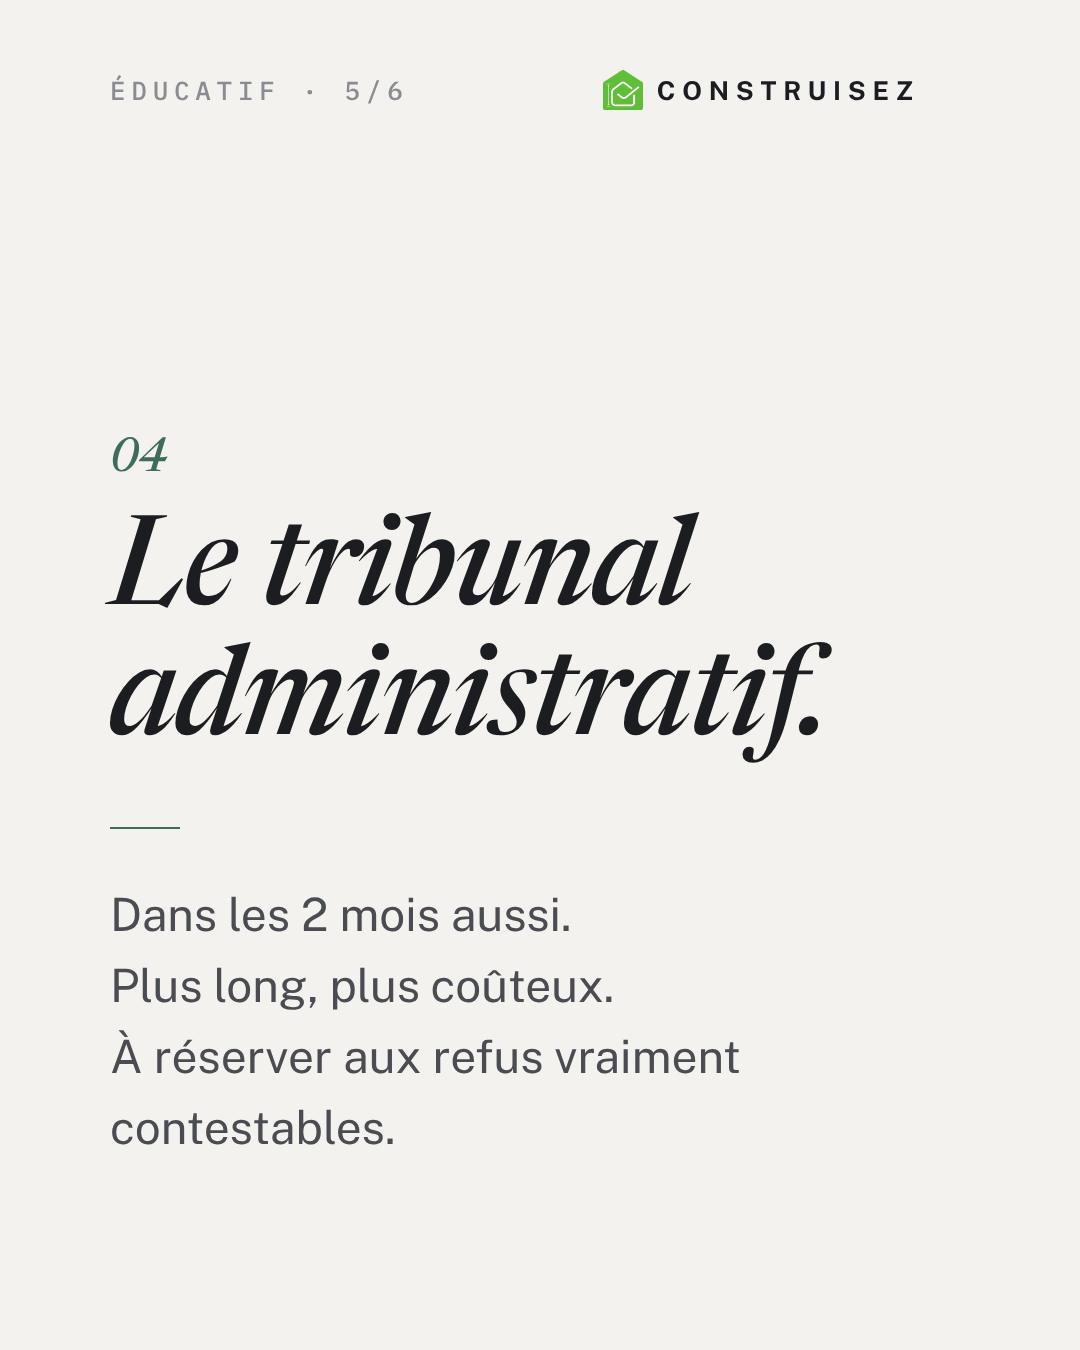 ÉDUCATIF · 5/6
CONSTRUISEZ
04
Le tribunal
administratif.
Dans les 2 mois aussi.
Plus long, plus coûteux.
À réserver aux refus vraiment
contestables.